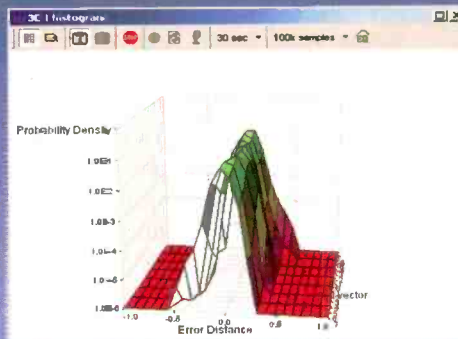 3D Histogram
STOP 30 sec 100k samples
Probability Density
1.0E-1
1.0E-2
1.0E-3
1.0E-4
1.0E-5
1.0E-6
-1.0 -0.5 0.0 0.5 1.0
vector
Error Distance